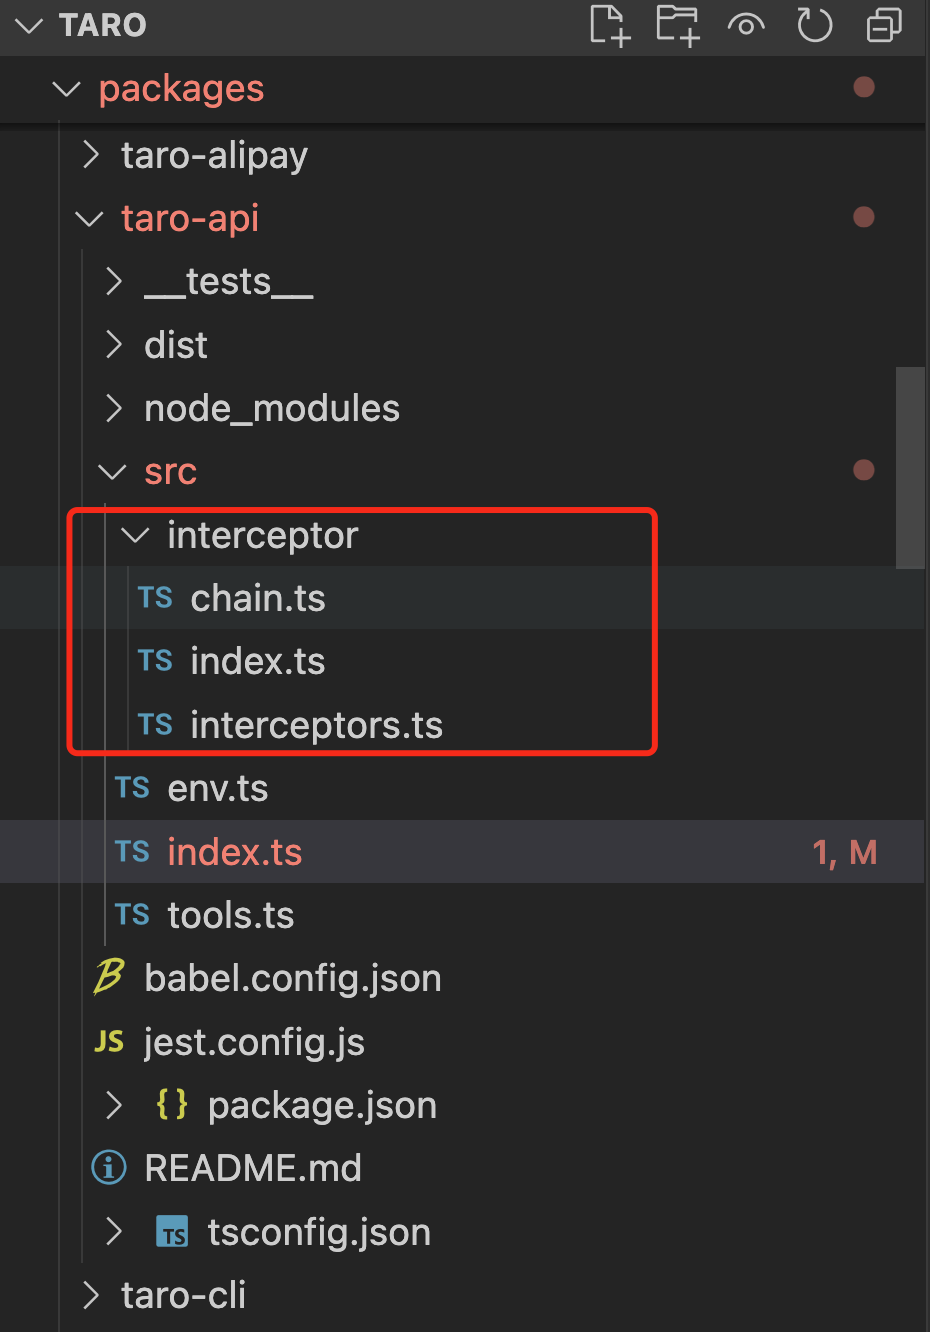 TARO
packages
taro-alipay
taro-api
__tests__
dist
node_modules
src
interceptor
TS chain.ts
TS index.ts
TS interceptors.ts
TS env.ts
TS index.ts 1, M
TS tools.ts
B babel.config.json
JS jest.config.js
{} package.json
i README.md
TS tsconfig.json
taro-cli